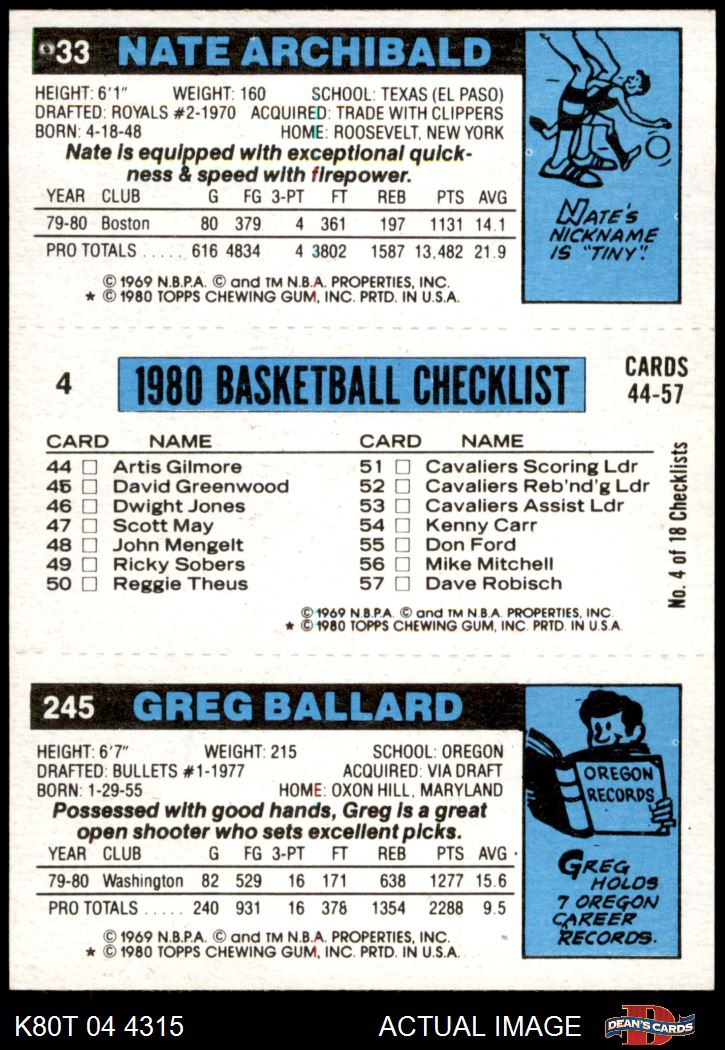 33 NATE ARCHIBALD
HEIGHT: 6'1" WEIGHT: 160 SCHOOL: TEXAS (EL PASO)
DRAFTED: ROYALS #2-1970 ACQUIRED: TRADE WITH CLIPPERS
BORN: 4-18-48 HOME: ROOSEVELT, NEW YORK
Nate is equipped with exceptional quick-
ness & speed with firepower.
YEAR CLUB G FG 3-PT FT REB PTS AVG
79-80 Boston 80 379 4 361 197 1131 14.1
PRO TOTALS ..... 616 4834 4 3802 1587 13,482 21.9
© 1969 N.B.P.A. © and TM N.B.A. PROPERTIES, INC.
* © 1980 TOPPS CHEWING GUM, INC. PRTD. IN U.S.A.
NATE'S
NICKNAME
IS "TINY".
4 1980 BASKETBALL CHECKLIST CARDS
44-57
CARD NAME CARD NAME
44 □ Artis Gilmore 51 □ Cavaliers Scoring Ldr
45 □ David Greenwood 52 □ Cavaliers Reb'nd'g Ldr
46 □ Dwight Jones 53 □ Cavaliers Assist Ldr
47 □ Scott May 54 □ Kenny Carr
48 □ John Mengelt 55 □ Don Ford
49 □ Ricky Sobers 56 □ Mike Mitchell
50 □ Reggie Theus 57 □ Dave Robisch
No. 4 of 18 Checklists
© 1969 N.B.P.A. © and TM N.B.A. PROPERTIES, INC.
* © 1980 TOPPS CHEWING GUM, INC. PRTD. IN U.S.A.
245 GREG BALLARD
HEIGHT: 6'7" WEIGHT: 215 SCHOOL: OREGON
DRAFTED: BULLETS #1-1977 ACQUIRED: VIA DRAFT
BORN: 1-29-55 HOME: OXON HILL, MARYLAND
Possessed with good hands, Greg is a great
open shooter who sets excellent picks.
YEAR CLUB G FG 3-PT FT REB PTS AVG
79-80 Washington 82 529 16 171 638 1277 15.6
PRO TOTALS ..... 240 931 16 378 1354 2288 9.5
© 1969 N.B.P.A. © and TM N.B.A. PROPERTIES, INC.
* © 1980 TOPPS CHEWING GUM, INC. PRTD. IN U.S.A.
OREGON
RECORDS
GREG
HOLDS
7 OREGON
CAREER
RECORDS.
K80T 04 4315 ACTUAL IMAGE
D
DEAN'S CARDS